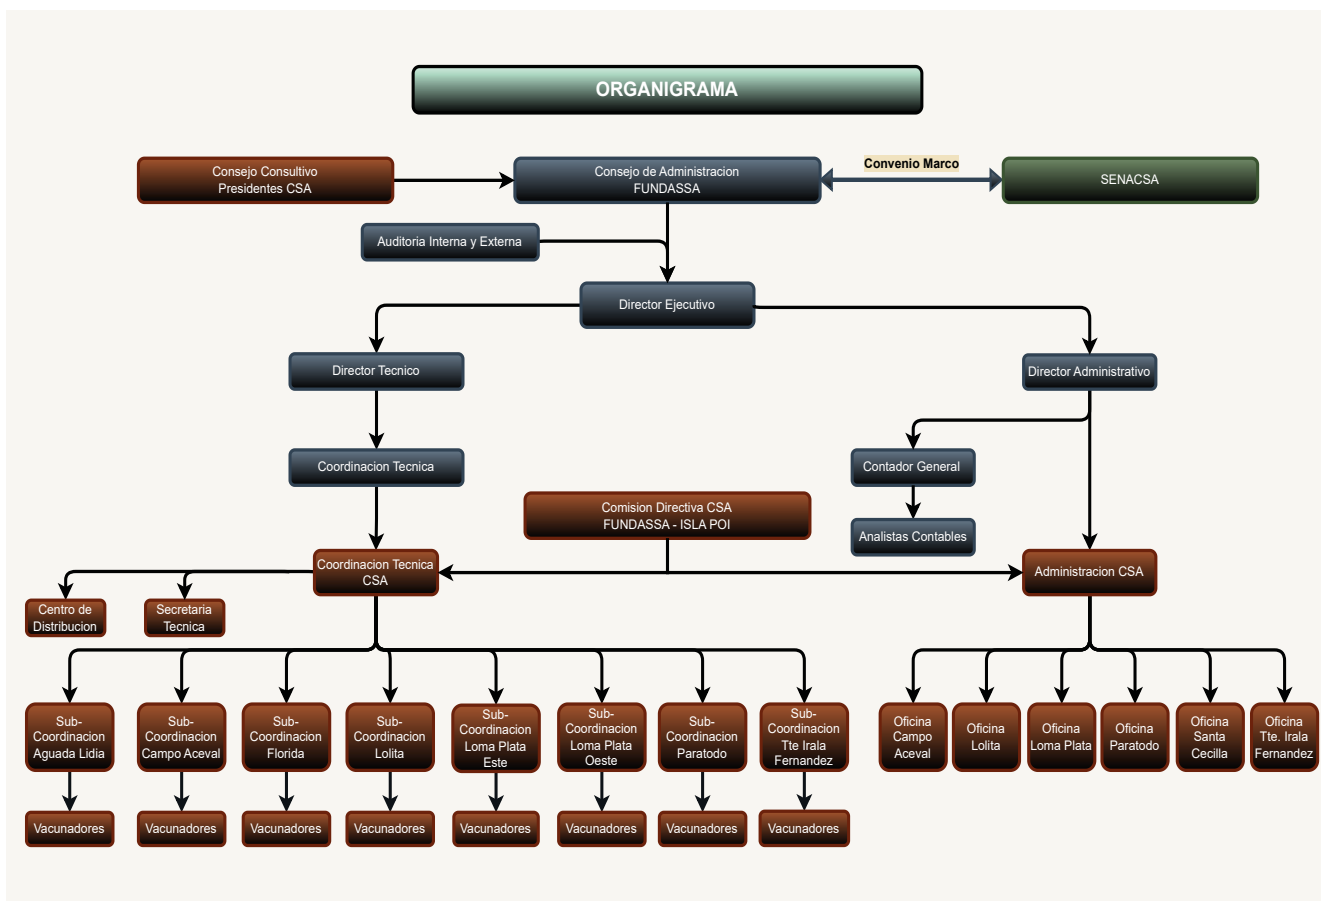 ORGANIGRAMA
Consejo Consultivo
Presidentes CSA
Consejo de Administracion
FUNDASSA
Convenio Marco
SENACSA
Auditoria Interna y Externa
Director Ejecutivo
Director Tecnico
Director Administrativo
Coordinacion Tecnica
Contador General
Comision Directiva CSA
FUNDASSA - ISLA POI
Analistas Contables
Coordinacion Tecnica
CSA
Administracion CSA
Centro de
Distribucion
Secretaria
Tecnica
Sub-
Coordinacion
Aguada Lidia
Sub-
Coordinacion
Campo Aceval
Sub-
Coordinacion
Florida
Sub-
Coordinacion
Lolita
Sub-
Coordinacion
Loma Plata
Este
Sub-
Coordinacion
Loma Plata
Oeste
Sub-
Coordinacion
Paratodo
Sub-
Coordinacion
Tte Irala
Fernandez
Oficina
Campo
Aceval
Oficina
Lolita
Oficina
Loma Plata
Oficina
Paratodo
Oficina
Santa
Cecilla
Oficina
Tte. Irala
Fernandez
Vacunadores
Vacunadores
Vacunadores
Vacunadores
Vacunadores
Vacunadores
Vacunadores
Vacunadores